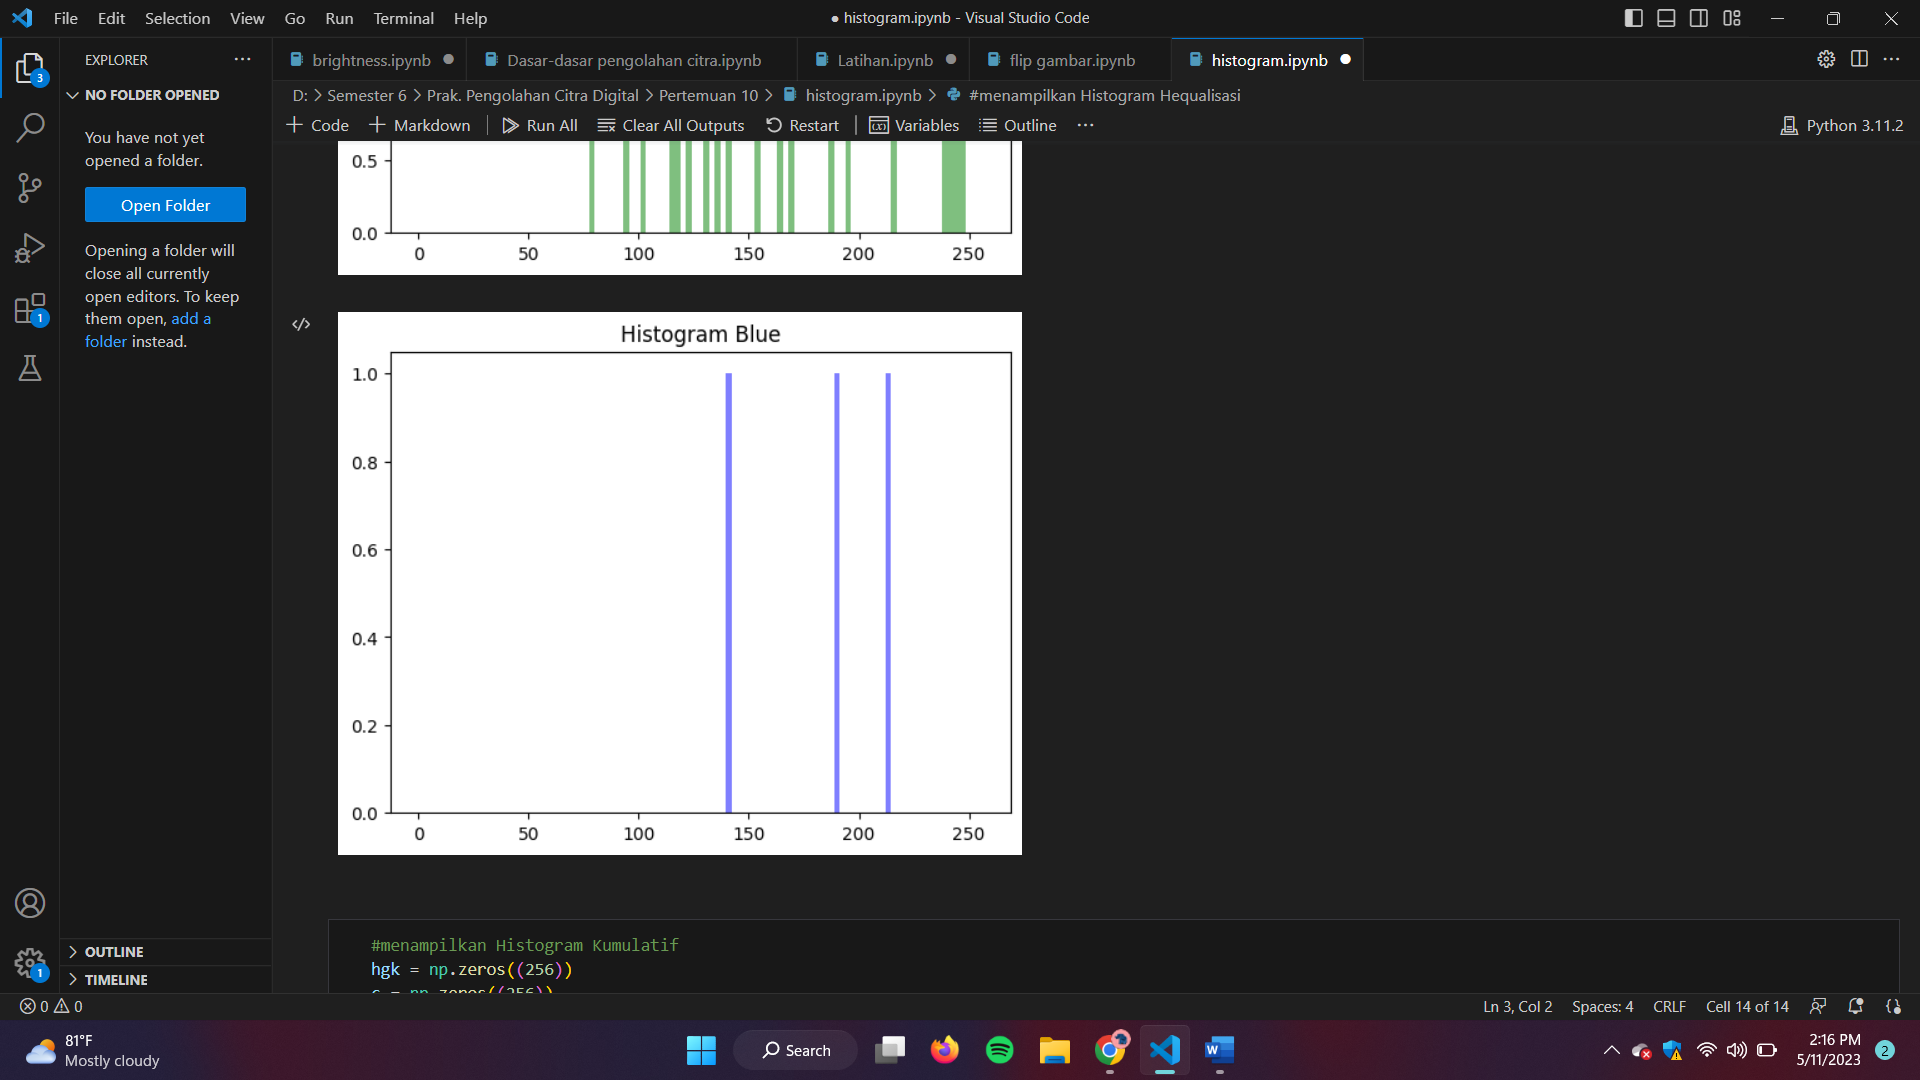 File Edit Selection View Go Run Terminal Help
● histogram.ipynb - Visual Studio Code
EXPLORER
brightness.ipynb
Dasar-dasar pengolahan citra.ipynb
Latihan.ipynb
flip gambar.ipynb
histogram.ipynb
3
NO FOLDER OPENED
D: > Semester 6 > Prak. Pengolahan Citra Digital > Pertemuan 10 > histogram.ipynb > #menampilkan Histogram Hequalisasi
+ Code + Markdown Run All Clear All Outputs Restart Variables Outline ···
Python 3.11.2
You have not yet
opened a folder.
Open Folder
Opening a folder will
close all currently
open editors. To keep
them open, add a
folder instead.
1
0.5
0.0
0 50 100 150 200 250
Histogram Blue
1.0
0.8
0.6
0.4
0.2
0.0
0 50 100 150 200 250
#menampilkan Histogram Kumulatif
hgk = np.zeros((256))
c = np.zeros((256))
OUTLINE
TIMELINE
1
0 0
Ln 3, Col 2 Spaces: 4 CRLF Cell 14 of 14
81°F
Mostly cloudy
Search
W
2:16 PM
5/11/2023
2